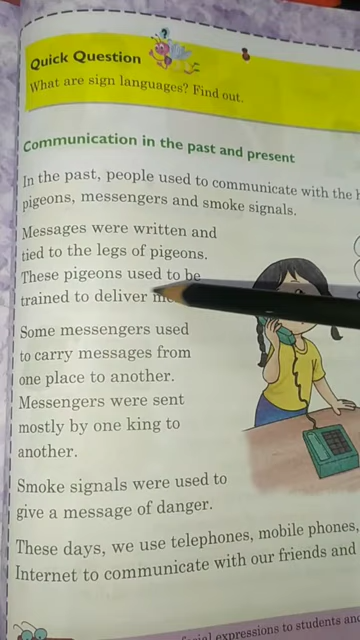 Quick Question
What are sign languages? Find out.
Communication in the past and present
In the past, people used to communicate with the
pigeons, messengers and smoke signals.
Messages were written and
tied to the legs of pigeons.
These pigeons used to be
trained to deliver
Some messengers used
to carry messages from
one place to another.
Messengers were sent
mostly by one king to
another.
Smoke signals were used to
give a message of danger.
These days, we use telephones, mobile phones,
Internet to communicate with our friends and
expressions to students and